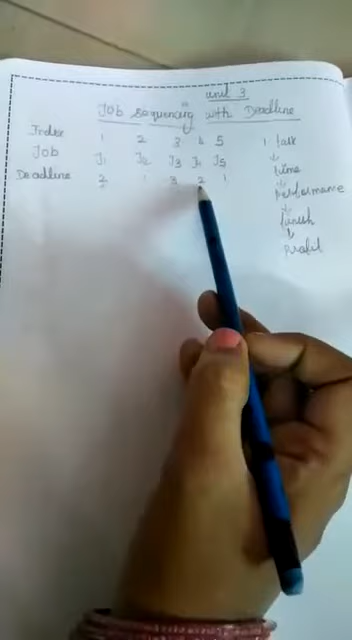 unit 3
Job sequencing with Deadline
Index 1 2 3 4 5
Job J1 J2 J3 J4 J5
Deadline 2 1 3 2 1
1 task
↓
time
↓
Performance
↓
finish
↓
Profit